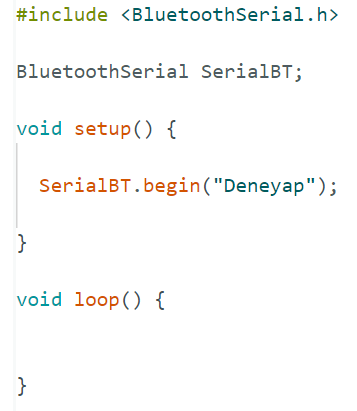 #include <BluetoothSerial.h>
BluetoothSerial SerialBT;
void setup() {
SerialBT.begin("Deneyap");
}
void loop() {
}